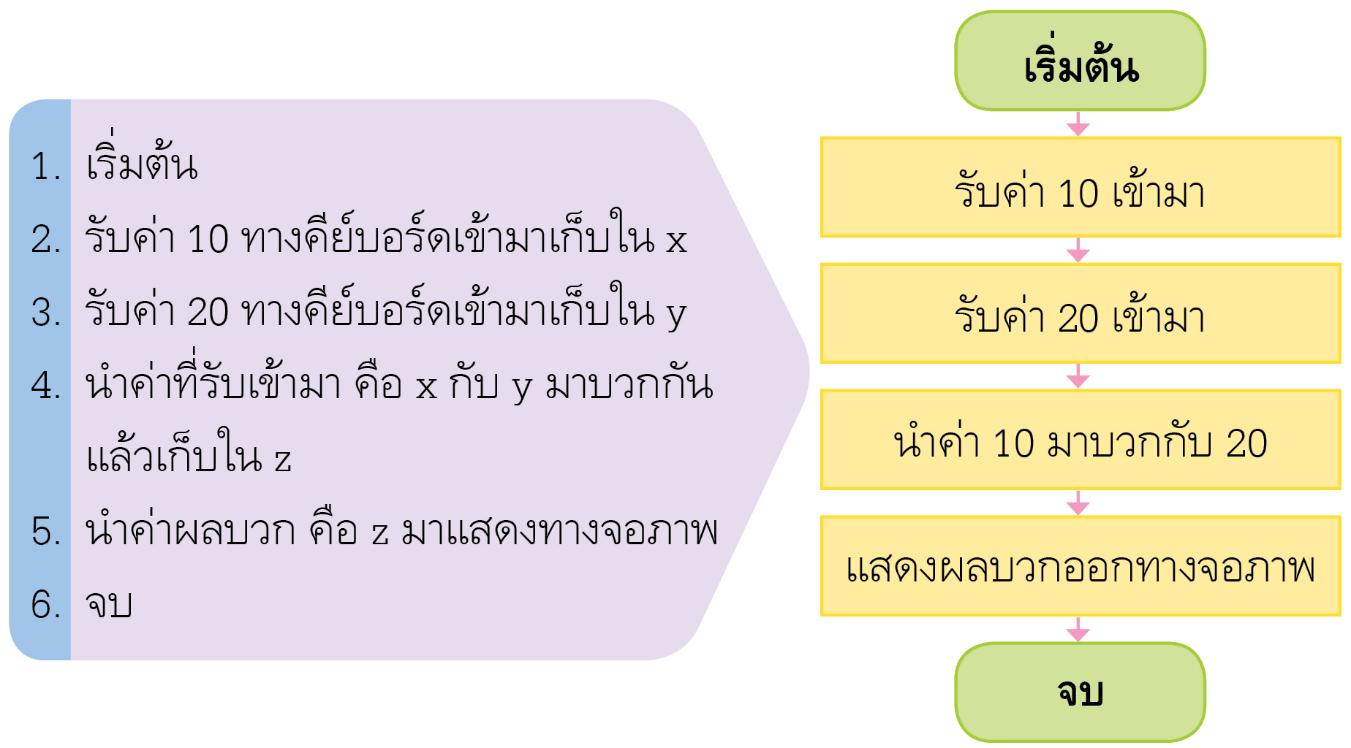 1. เริ่มต้น
2. รับค่า 10 ทางคีย์บอร์ดเข้ามาเก็บใน x
3. รับค่า 20 ทางคีย์บอร์ดเข้ามาเก็บใน y
4. นำค่าที่รับเข้ามา คือ x กับ y มาบวกกัน
แล้วเก็บใน z
5. นำค่าผลบวก คือ z มาแสดงทางจอภาพ
6. จบ
เริ่มต้น
รับค่า 10 เข้ามา
รับค่า 20 เข้ามา
นำค่า 10 มาบวกกับ 20
แสดงผลบวกออกทางจอภาพ
จบ